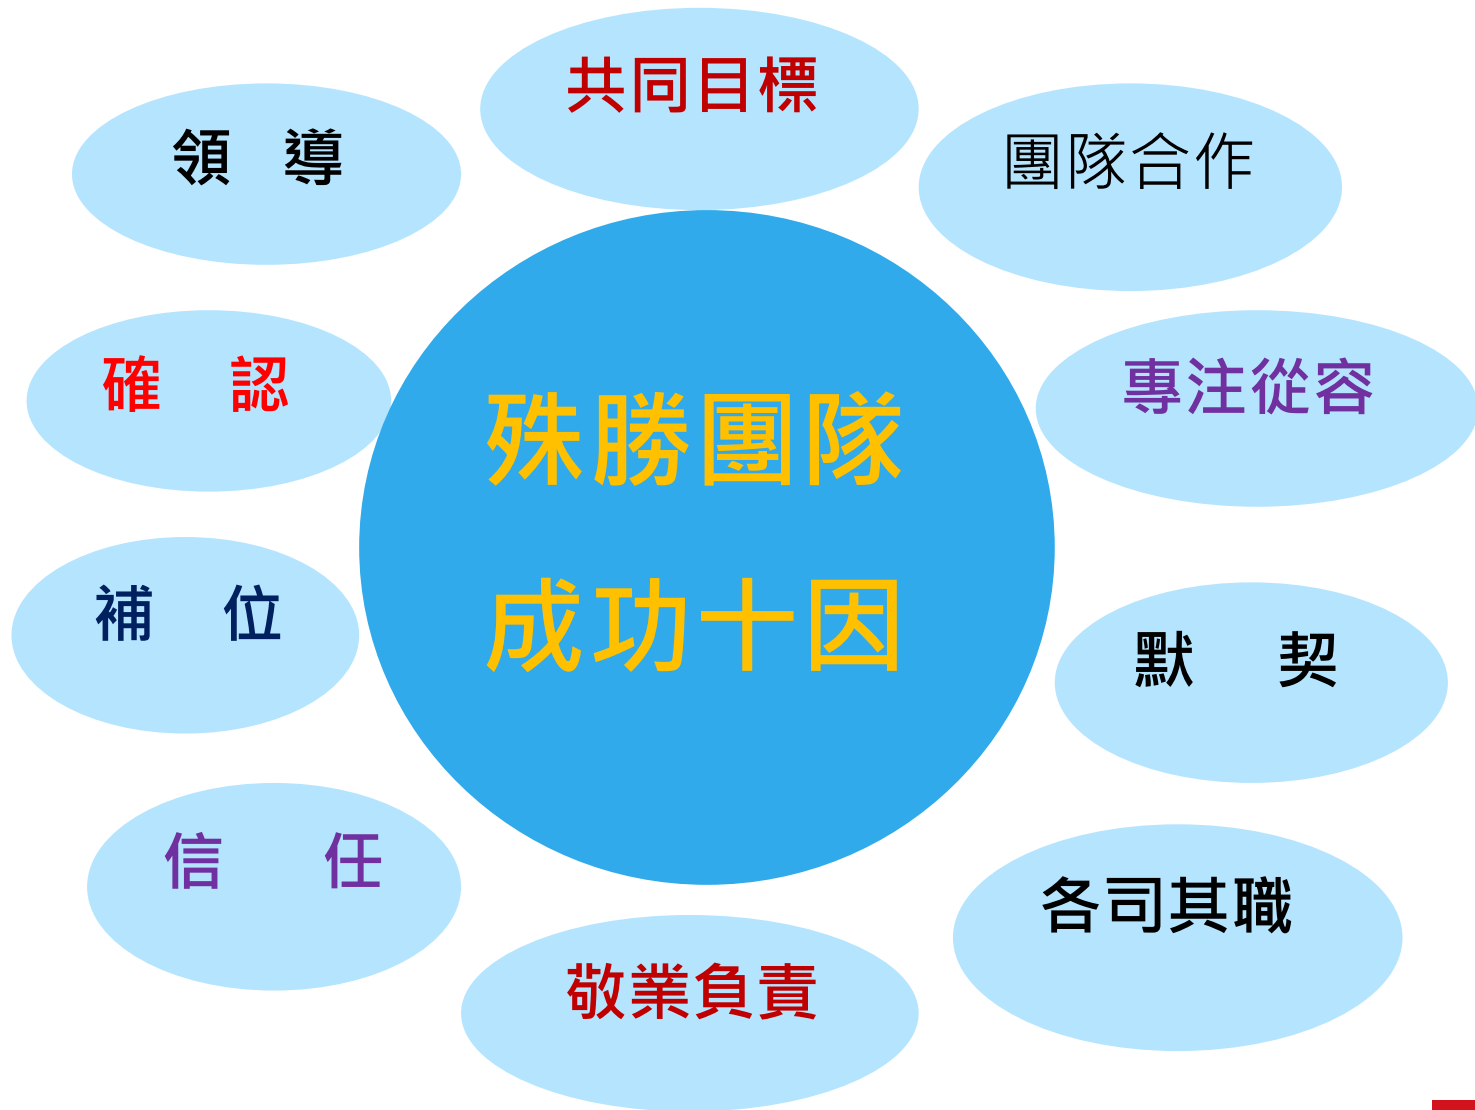 共同目標
領 導
團隊合作
確 認
專注從容
殊勝團隊
成功十因
補 位
默 契
信 任
各司其職
敬業負責